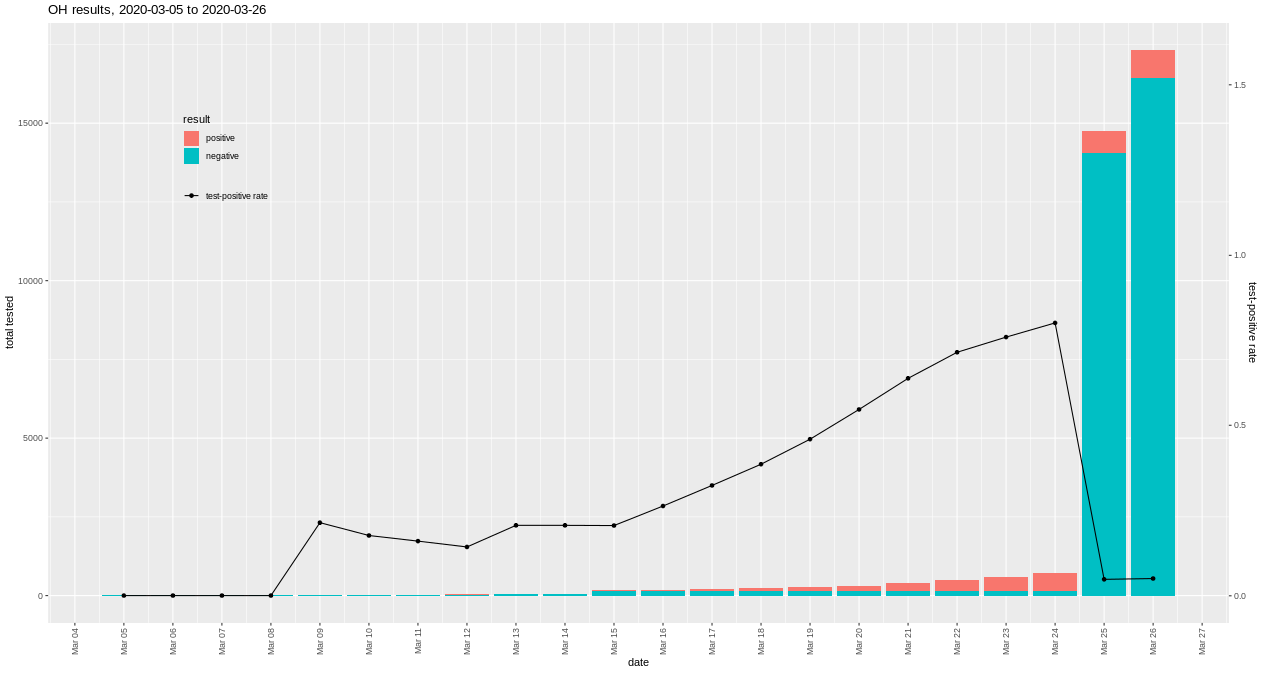 OH results, 2020-03-05 to 2020-03-26
result
positive
negative
test-positive rate
total tested
15000
10000
5000
0
test-positive rate
1.5
1.0
0.5
0.0
Mar 04
Mar 05
Mar 06
Mar 07
Mar 08
Mar 09
Mar 10
Mar 11
Mar 12
Mar 13
Mar 14
Mar 15
Mar 16
Mar 17
Mar 18
Mar 19
Mar 20
Mar 21
Mar 22
Mar 23
Mar 24
Mar 25
Mar 26
Mar 27
date